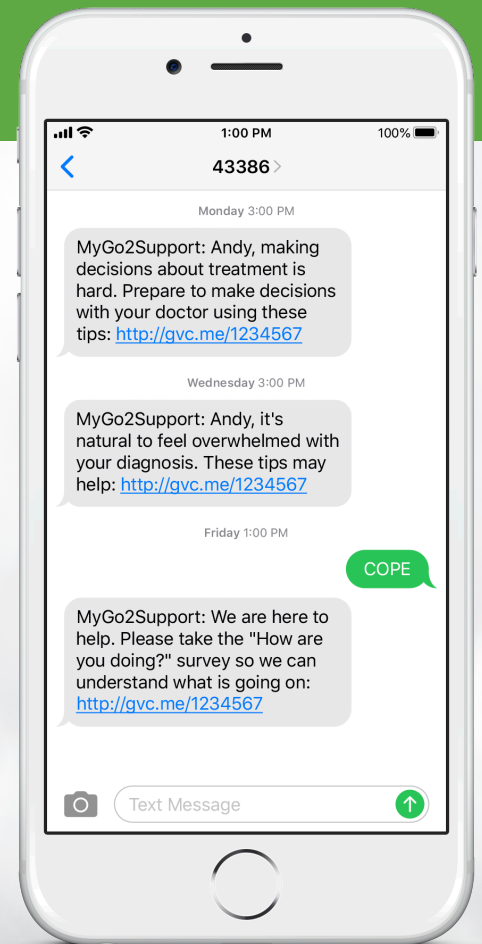 1:00 PM
100%
43386
Monday 3:00 PM
MyGo2Support: Andy, making
decisions about treatment is
hard. Prepare to make decisions
with your doctor using these
tips: http://gvc.me/1234567
Wednesday 3:00 PM
MyGo2Support: Andy, it's
natural to feel overwhelmed with
your diagnosis. These tips may
help: http://gvc.me/1234567
Friday 1:00 PM
COPE
MyGo2Support: We are here to
help. Please take the "How are
you doing?" survey so we can
understand what is going on:
http://gvc.me/1234567
Text Message